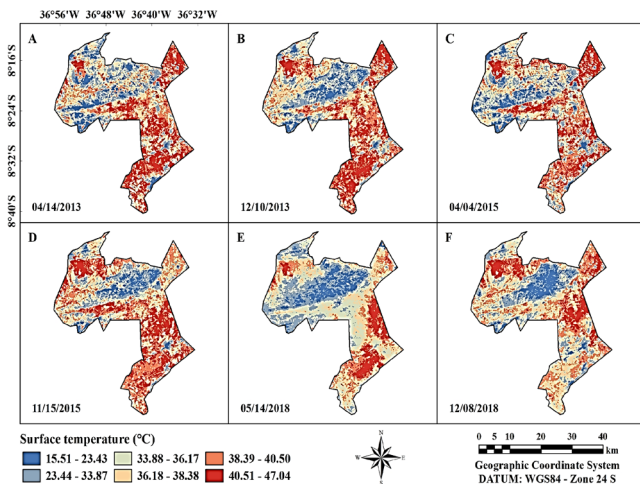 36°56'W 36°48'W 36°40'W 36°32'W
8°16'S
8°24'S
8°32'S
8°40'S
A
04/14/2013
B
12/10/2013
C
04/04/2015
D
11/15/2015
E
05/14/2018
F
12/08/2018
Surface temperature (°C)
15.51 - 23.43
23.44 - 33.87
33.88 - 36.17
36.18 - 38.38
38.39 - 40.50
40.51 - 47.04
N
W
E
S
0 5 10 20 30 40
km
Geographic Coordinate System
DATUM: WGS84 - Zone 24 S